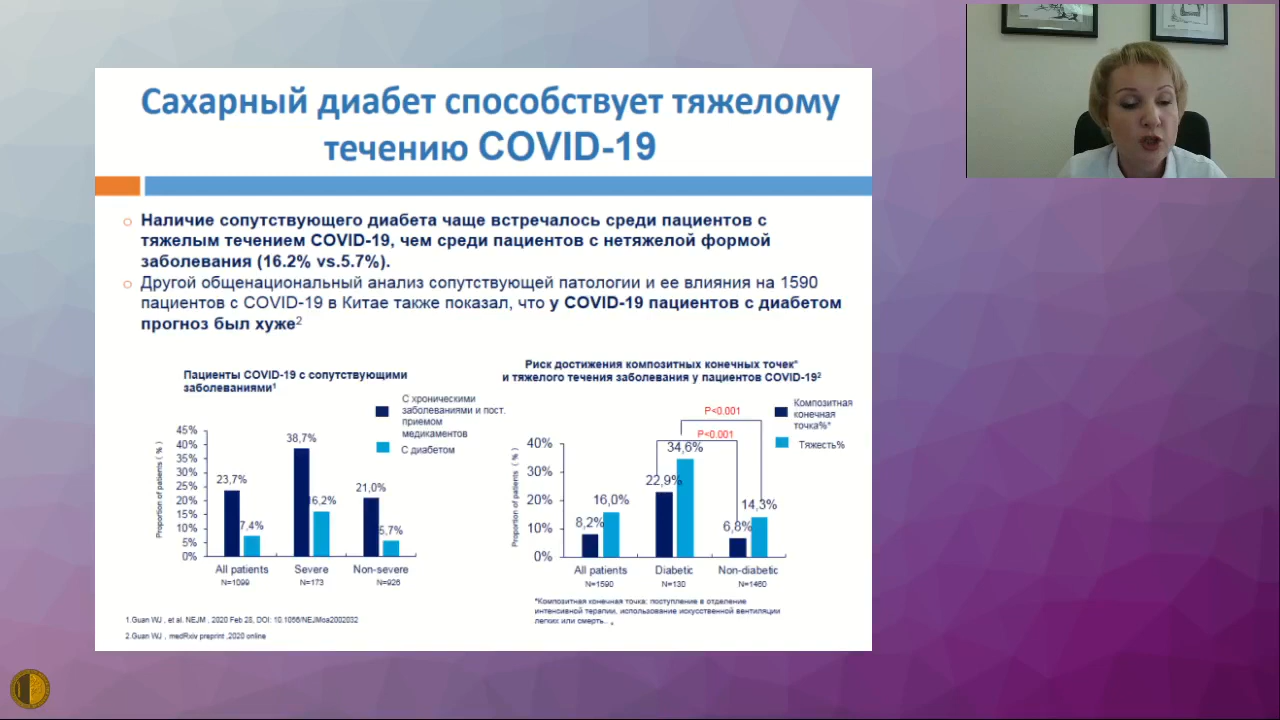 Сахарный диабет способствует тяжелому
течению COVID-19
Наличие сопутствующего диабета чаще встречалось среди пациентов с
тяжелым течением COVID-19, чем среди пациентов с нетяжелой формой
заболевания (16.2% vs.5.7%).
Другой общенациональный анализ сопутствующей патологии и ее влияния на 1590
пациентов с COVID-19 в Китае также показал, что у COVID-19 пациентов с диабетом
прогноз был хуже2
Пациенты COVID-19 с сопутствующими
заболеваниями1
С хроническими
заболеваниями и пост.
приемом
медикаментов
С диабетом
Proportion of patients ( % )
45%
40%
35%
30%
25%
20%
15%
10%
5%
0%
23,7%
7,4%
38,7%
16,2%
21,0%
5,7%
All patients
Severe
Non-severe
N=1099
N=173
N=926
Риск достижения композитных конечных точек*
и тяжелого течения заболевания у пациентов COVID-192
Композитная
конечная
точка%*
Тяжесть%
P<0.001
P<0.001
Proportion of patients ( % )
40%
30%
20%
10%
0%
8,2%
16,0%
22,9%
34,6%
6,8%
14,3%
All patients
Diabetic
Non-diabetic
N=1590
N=130
N=1460
*Композитная конечная точка: поступление в отделение
интенсивной терапии, использование искусственной вентиляции
легких или смерть.
1.Guan WJ , et al. NEJM , 2020 Feb 28, DOI: 10.1056/NEJMoa2002032
2.Guan WJ , medRxiv preprint ,2020 online